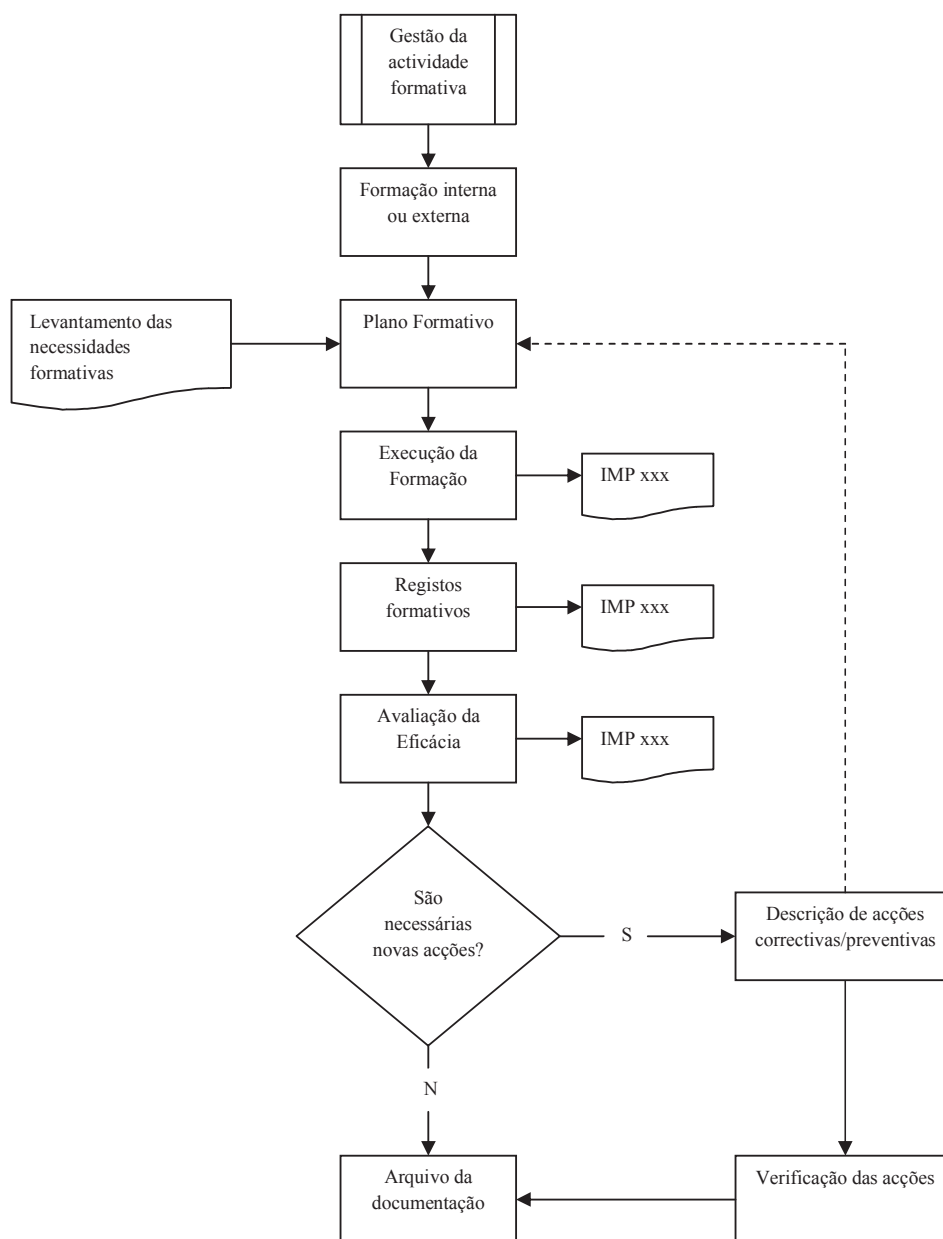 Gestão da
actividade
formativa
Formação interna
ou externa
Levantamento das
necessidades
formativas
Plano Formativo
Execução da
Formação
IMP xxx
Registos
formativos
IMP xxx
Avaliação da
Eficácia
IMP xxx
São
necessárias
novas acções?
S
Descrição de acções
correctivas/preventivas
N
Arquivo da
documentação
Verificação das acções